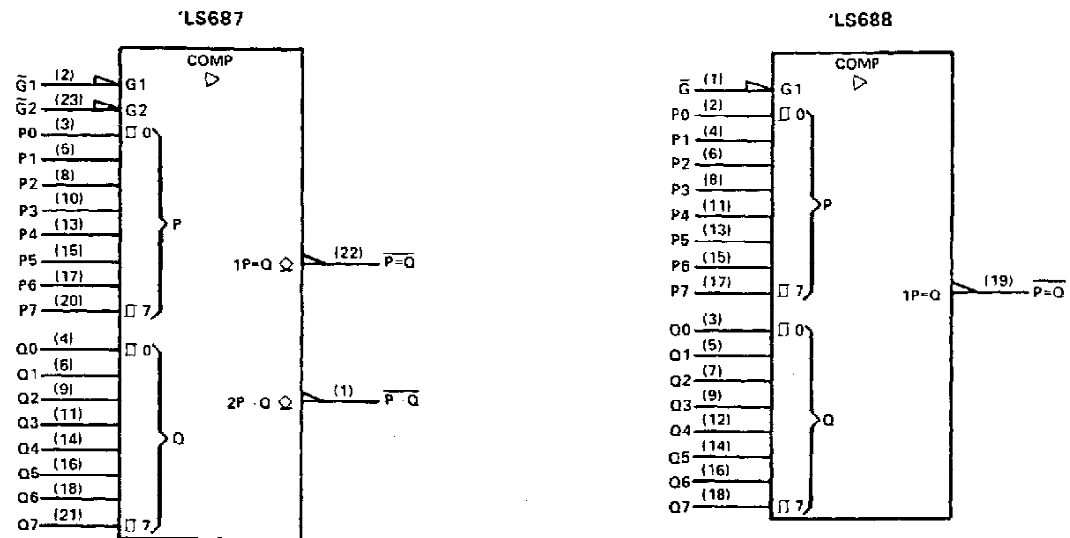 'LS687
COMP
G̅1 (2) G1
G̅2 (23) G2
P0 (3) 0
P1 (5)
P2 (8)
P3 (10)
P4 (13)
P5 (15)
P6 (17)
P7 (20) 7
P
Q0 (4) 0
Q1 (6)
Q2 (9)
Q3 (11)
Q4 (14)
Q5 (16)
Q6 (18)
Q7 (21) 7
Q
1P=Q (22) P=Q
2P Q (1) P Q
'LS688
COMP
G̅ (1) G1
P0 (2) 0
P1 (4)
P2 (6)
P3 (8)
P4 (11)
P5 (13)
P6 (15)
P7 (17) 7
P
Q0 (3) 0
Q1 (5)
Q2 (7)
Q3 (9)
Q4 (12)
Q5 (14)
Q6 (16)
Q7 (18) 7
Q
1P=Q (19) P=Q